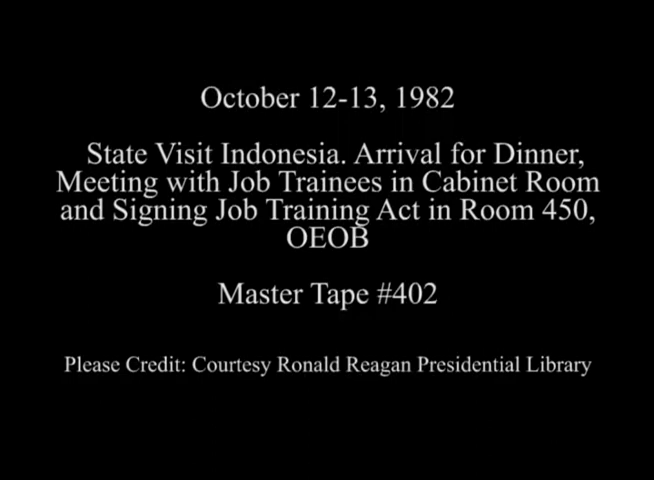 October 12-13, 1982
State Visit Indonesia. Arrival for Dinner,
Meeting with Job Trainees in Cabinet Room
and Signing Job Training Act in Room 450,
OEOB
Master Tape #402
Please Credit: Courtesy Ronald Reagan Presidential Library